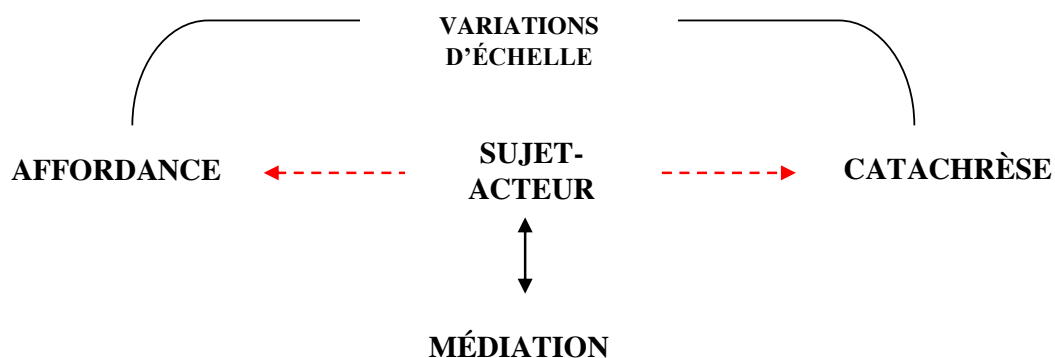 VARIATIONS
D’ÉCHELLE
AFFORDANCE
SUJET-
ACTEUR
CATACHRÈSE
MÉDIATION